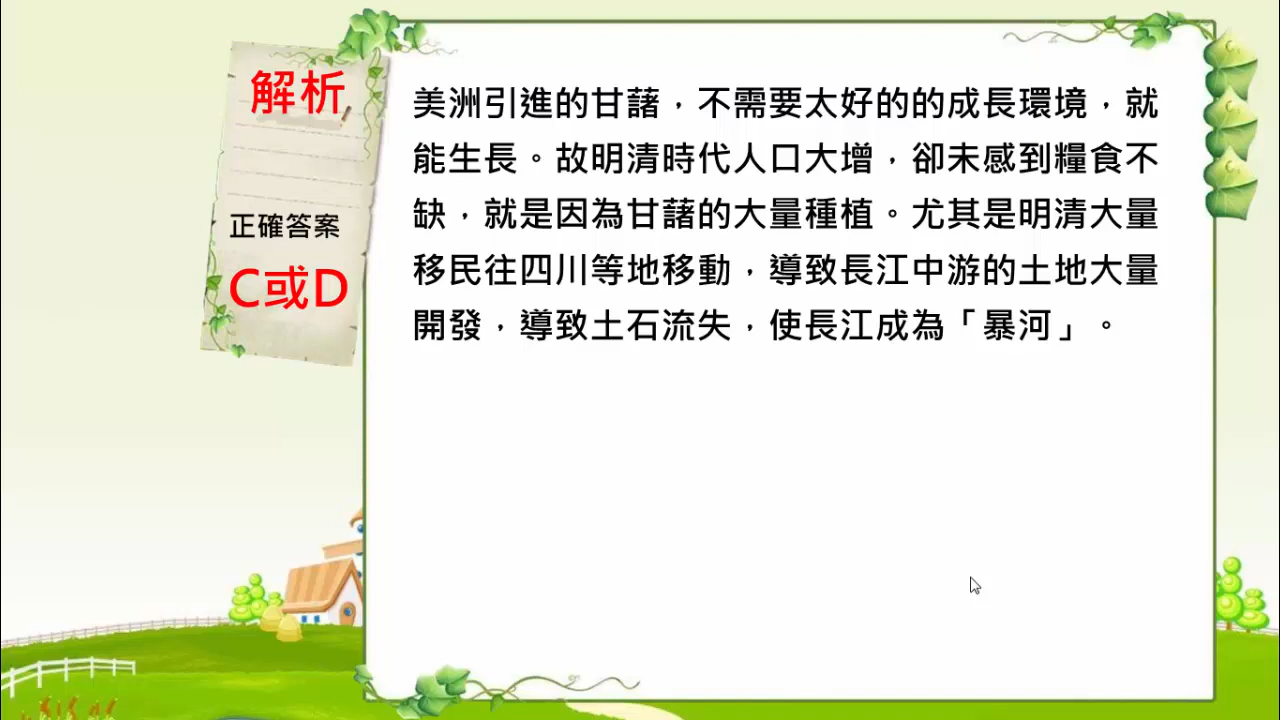 解析
正確答案
C或D
美洲引進的甘藷，不需要太好的的成長環境，就
能生長。故明清時代人口大增，卻未感到糧食不
缺，就是因為甘藷的大量種植。尤其是明清大量
移民往四川等地移動，導致長江中游的土地大量
開發，導致土石流失，使長江成為「暴河」。